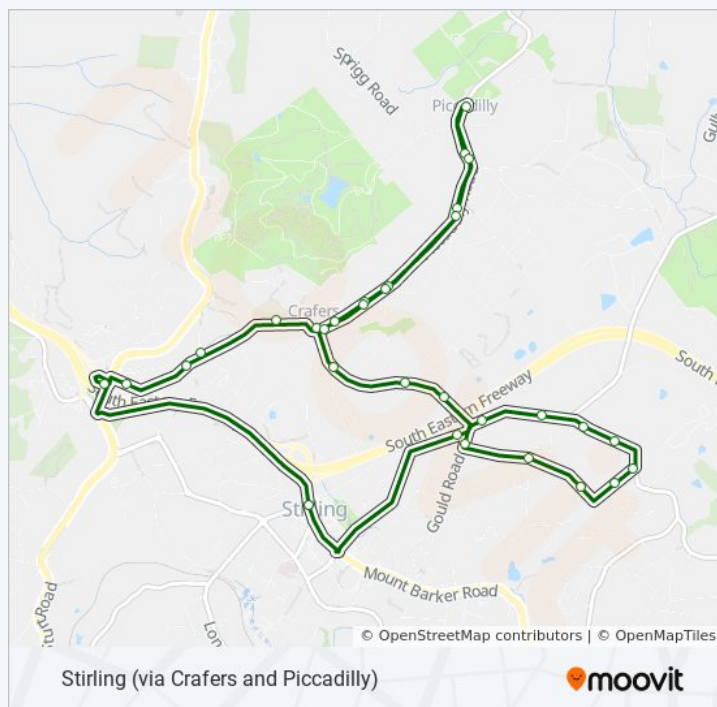 Sprigg Road
Piccadilly
Crafers
South Eastern Freeway
South
Gould Road
Stirling
Mount Barker Road
© OpenStreetMap contributors | © OpenMapTiles
Stirling (via Crafers and Piccadilly)
moovit